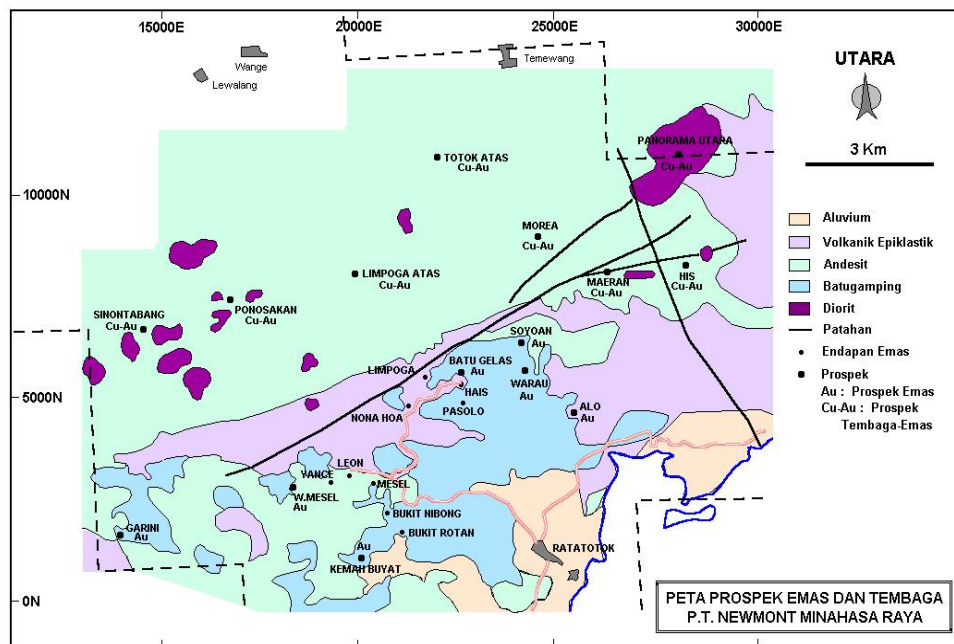 15000E
20000E
25000E
30000E
Wange
Lewalang
Temewang
UTARA
3 Km
PANORAMA UTARA
Cu-Au
TOTOK ATAS
Cu-Au
10000N
MOREA
Cu-Au
LIMPOGA ATAS
Cu-Au
MAERAN
Cu-Au
HIS
Cu-Au
PONOSAKAN
Cu-Au
SINONTABANG
Cu-Au
SOYOAN
Au
BATU GELAS
Au
LIMPOGA
WARAU
Au
HAIS
PASOLO
5000N
NONA HOA
ALO
Au
LEON
YANCE
MESEL
W.MESEL
Au
BUKIT NIBONG
GARINI
Au
BUKIT ROTAN
Au
KEMAH BUYAT
RATATOTOK
0N
Aluvium
Volkanik Epiklastik
Andesit
Batugamping
Diorit
Patahan
Endapan Emas
Prospek
Au : Prospek Emas
Cu-Au : Prospek
Tembaga-Emas
PETA PROSPEK EMAS DAN TEMBAGA
P.T. NEWMONT MINAHASA RAYA